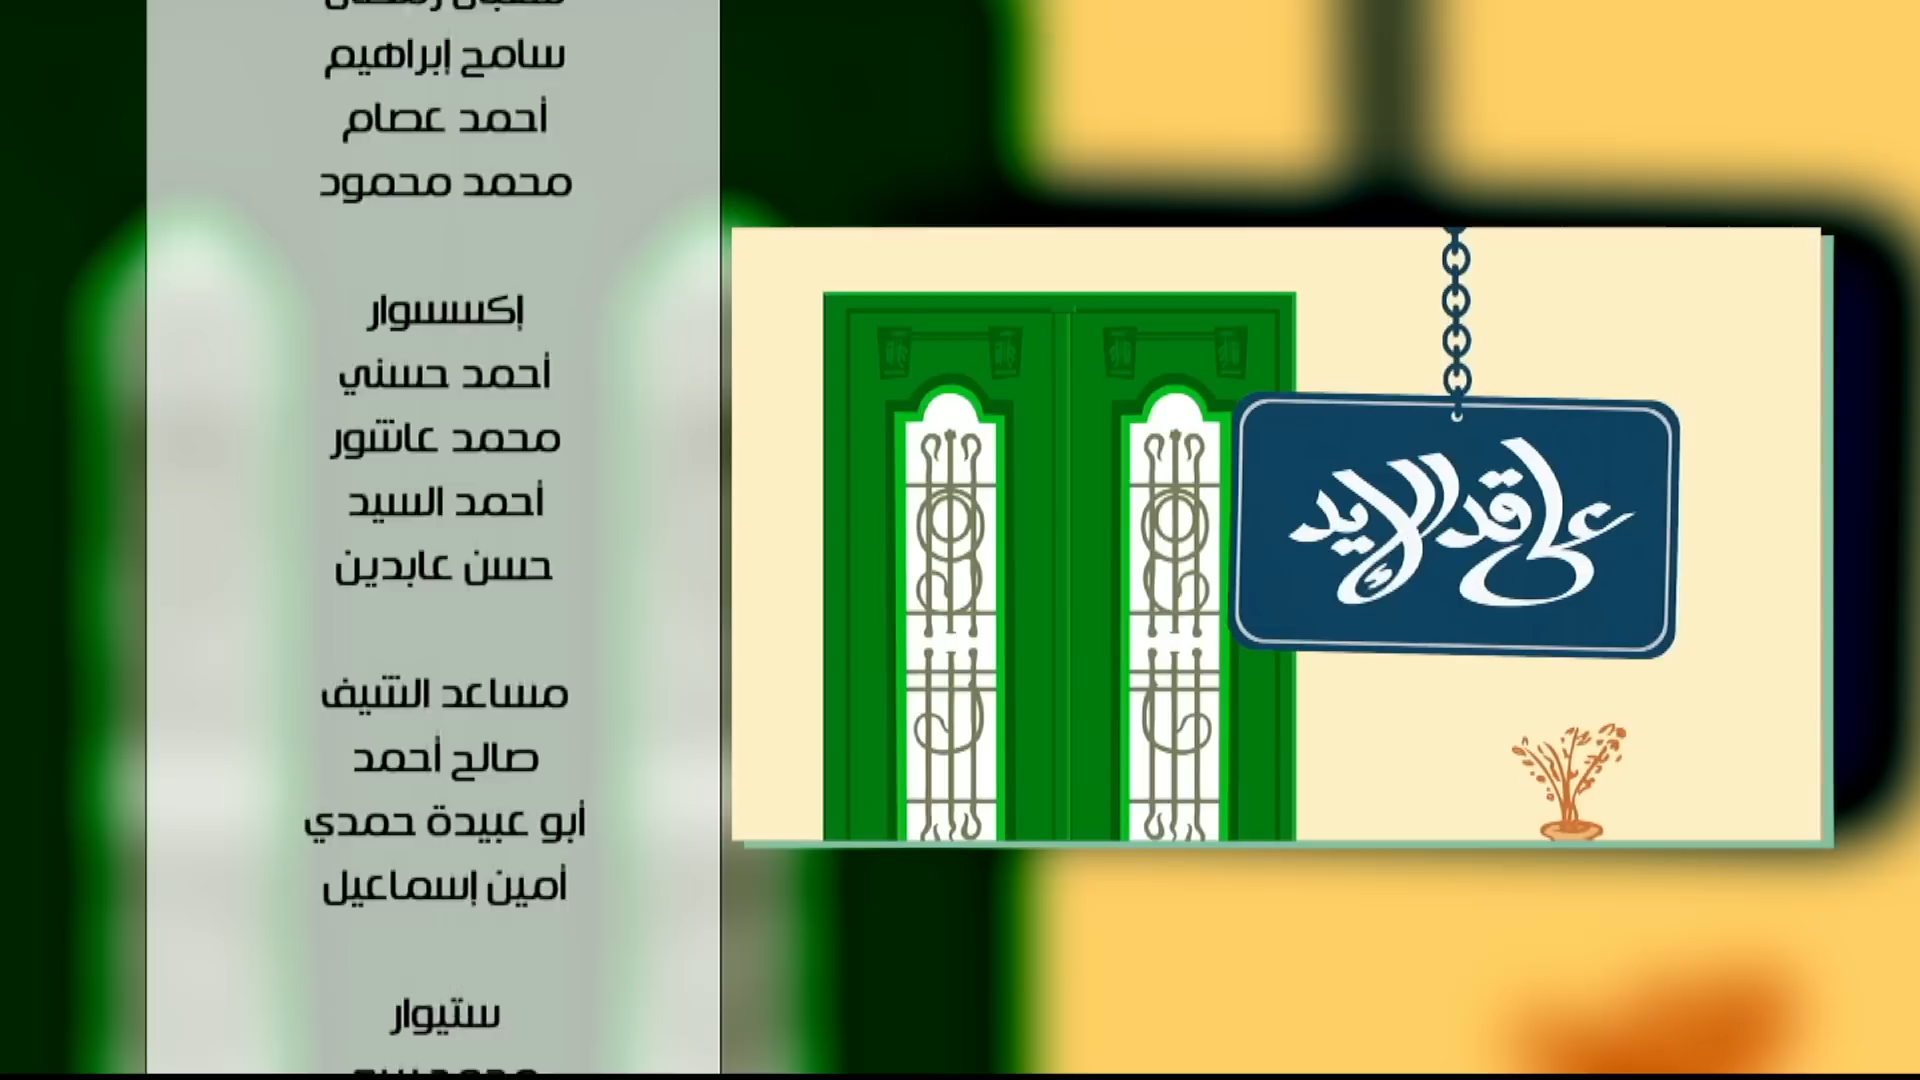 سامح إبراهيم
أحمد عصام
محمد محمود
إكسسوار
أحمد حسني
محمد عاشور
أحمد السيد
حسن عابدين
مساعد الشيف
صالح أحمد
أبو عبيدة حمدي
أمين إسماعيل
ستيوار
على قد الإيد